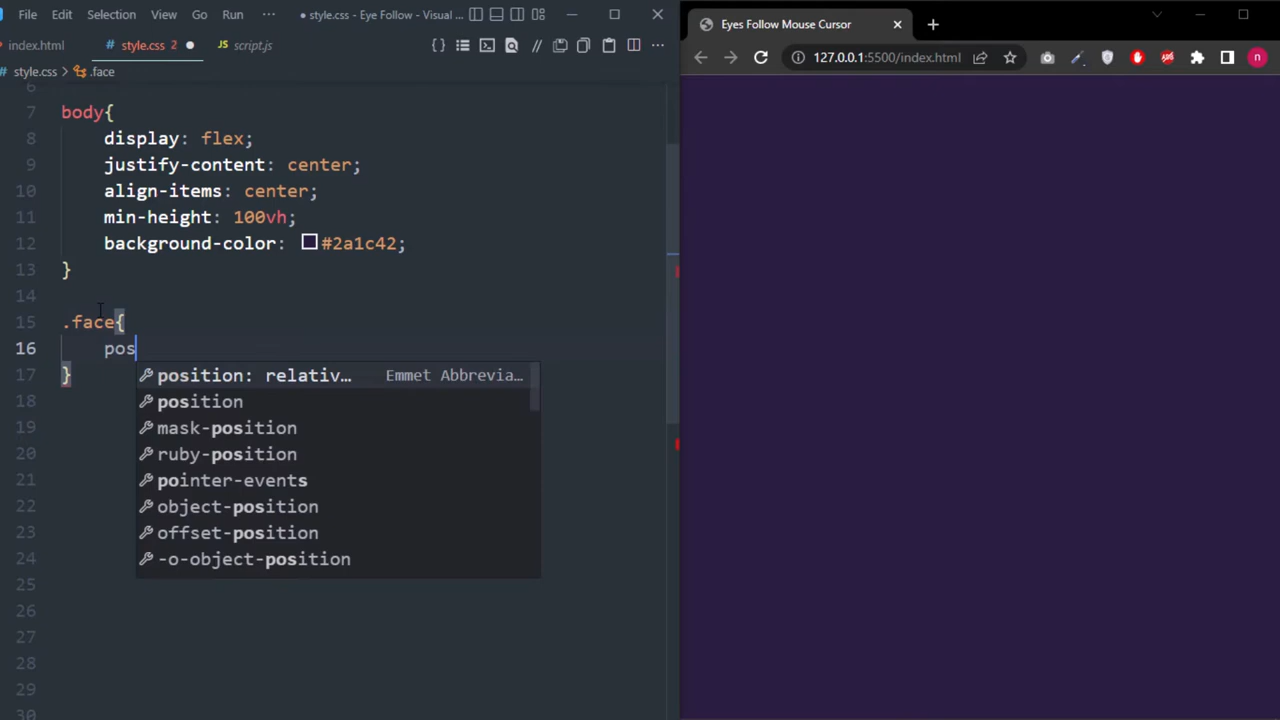 File Edit Selection View Go Run ··· ● style.css - Eye Follow - Visual ...
Eyes Follow Mouse Cursor
index.html # style.css 2 ● JS script.js
127.0.0.1:5500/index.html
# style.css > .face
6
7 body{
8 display: flex;
9 justify-content: center;
10 align-items: center;
11 min-height: 100vh;
12 background-color: #2a1c42;
13 }
14
15 .face{
16 pos
17 }
position: relativ… Emmet Abbrevia…
18 position
19 mask-position
20 ruby-position
21 pointer-events
22 object-position
23 offset-position
24 -o-object-position
25
26
27
28
29
30